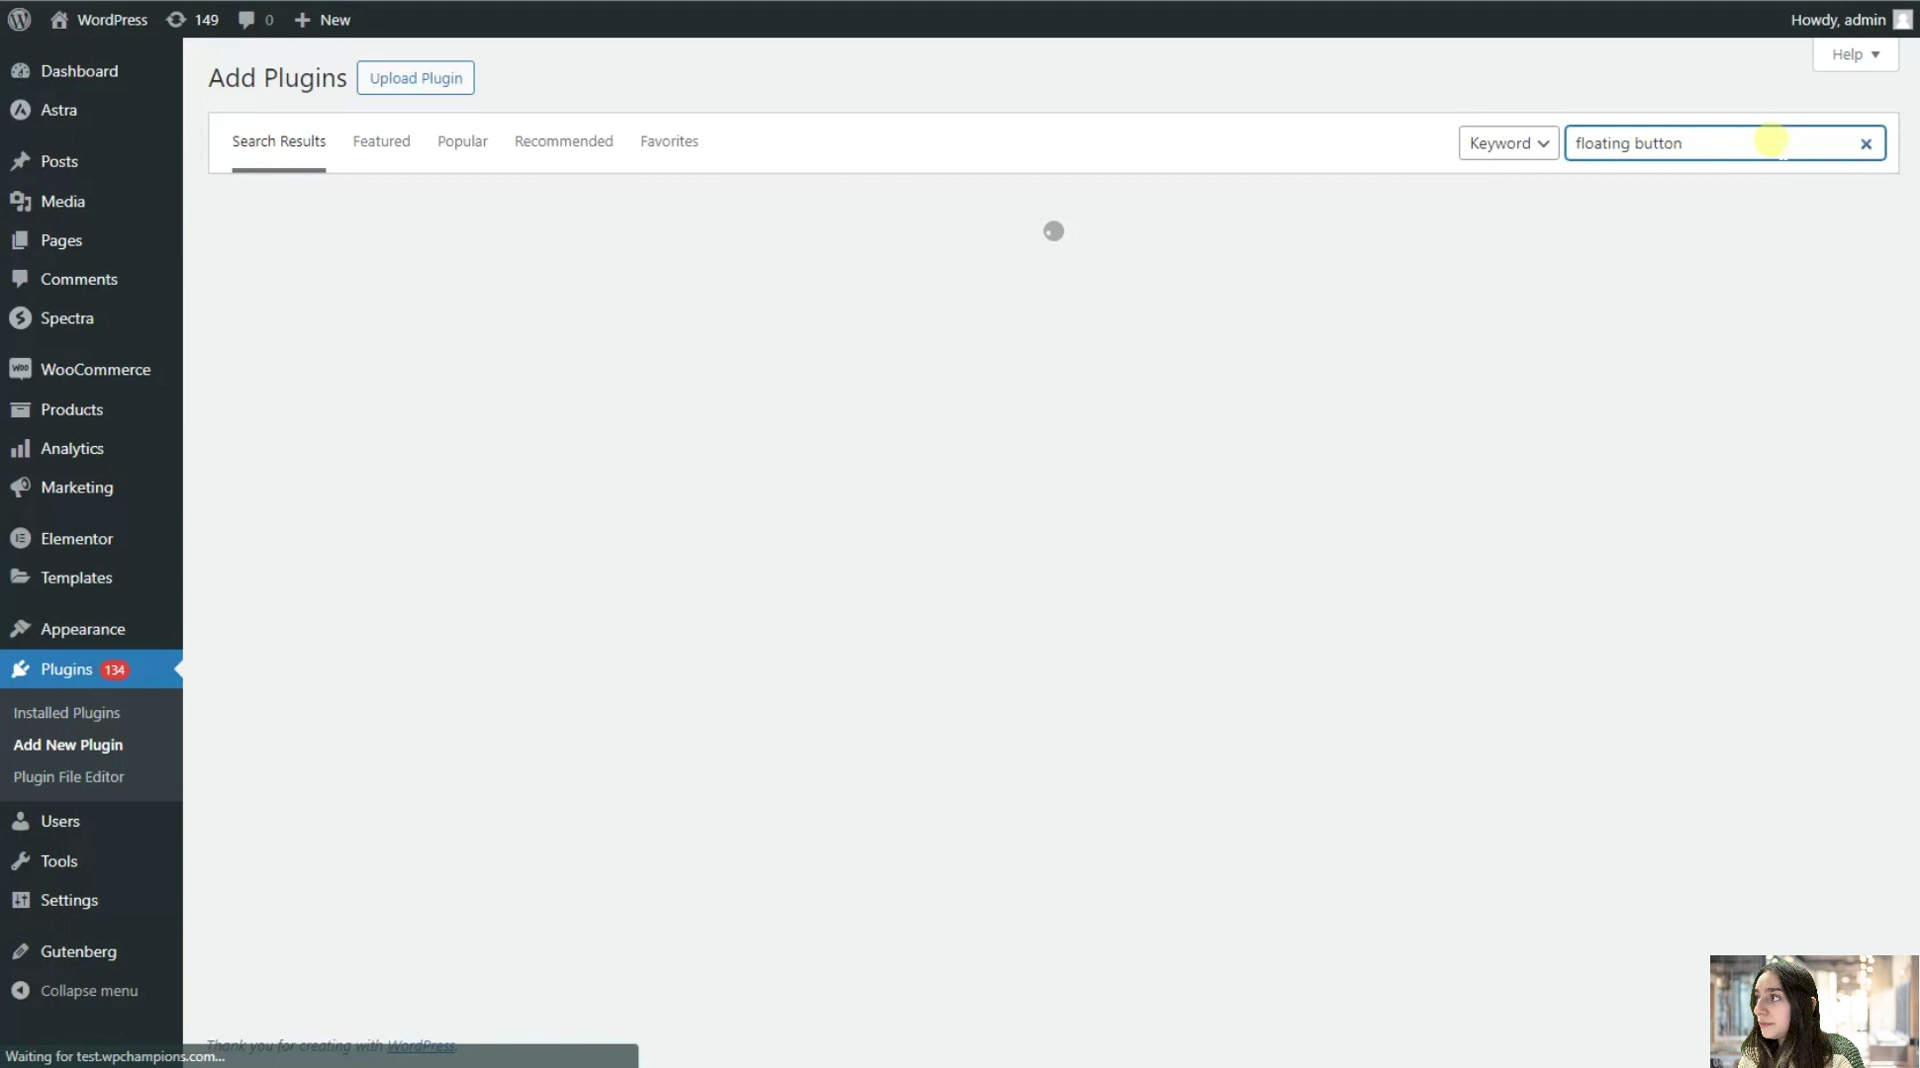 WordPress 149 0 New Howdy, admin
Help
Dashboard
Astra
Posts
Media
Pages
Comments
Spectra
WooCommerce
Products
Analytics
Marketing
Elementor
Templates
Appearance
Plugins 134
Installed Plugins
Add New Plugin
Plugin File Editor
Users
Tools
Settings
Gutenberg
Collapse menu
Add Plugins Upload Plugin
Search Results Featured Popular Recommended Favorites Keyword floating button
Thank you for creating with WordPress.
Waiting for test.wpchampions.com...